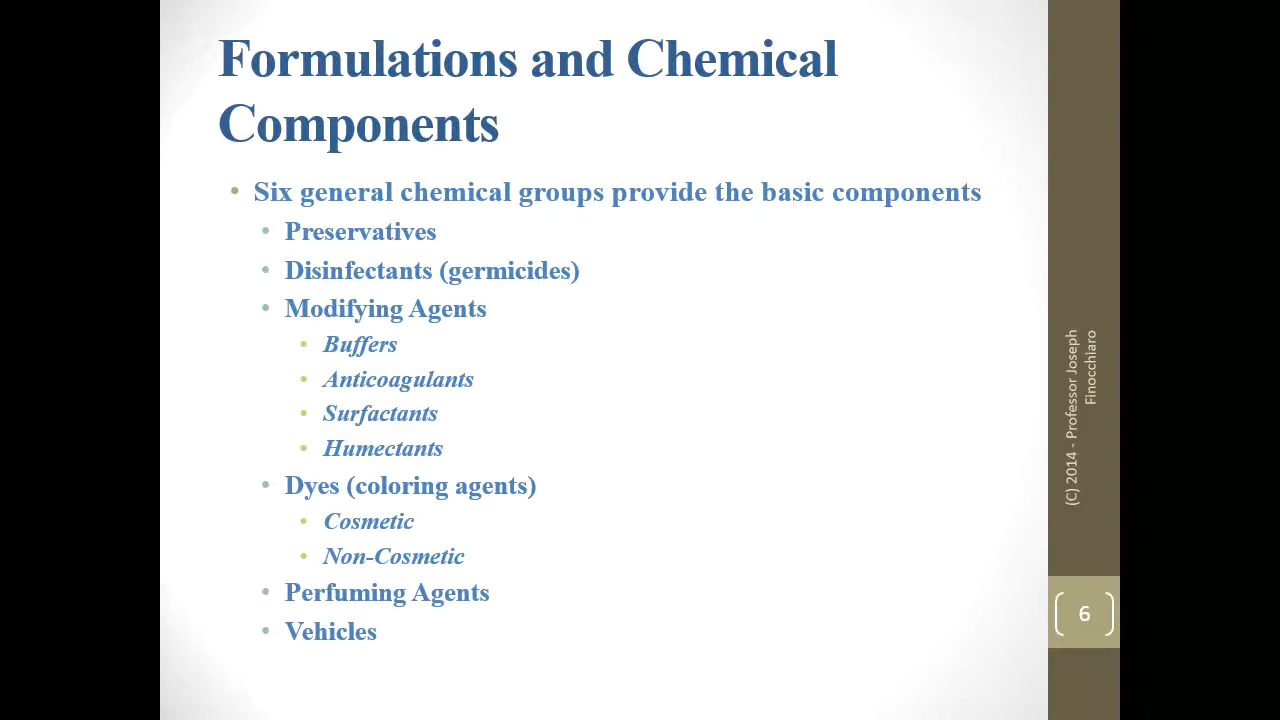 Formulations and Chemical
Components
Six general chemical groups provide the basic components
Preservatives
Disinfectants (germicides)
Modifying Agents
Buffers
Anticoagulants
Surfactants
Humectants
Dyes (coloring agents)
Cosmetic
Non-Cosmetic
Perfuming Agents
Vehicles
(C) 2014 - Professor Joseph
Finocchiaro
6